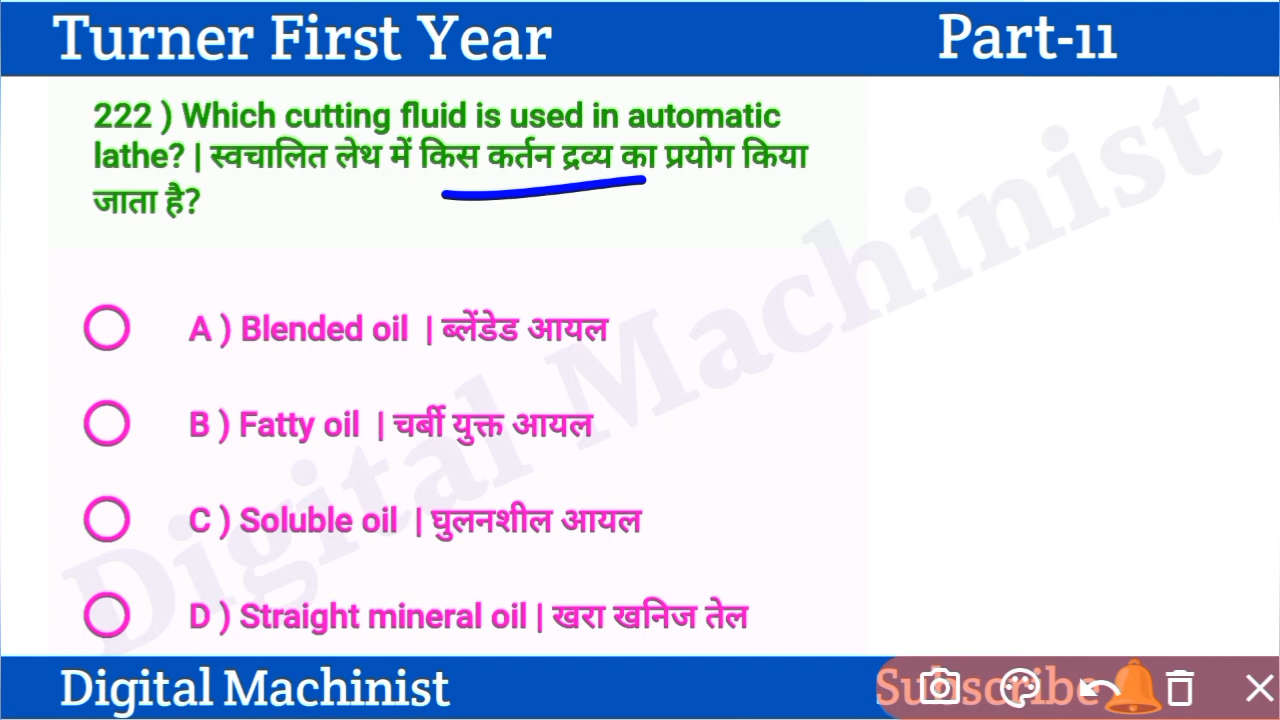 Turner First Year
Part-11
222 ) Which cutting fluid is used in automatic
lathe? | स्वचालित लेथ में किस कर्तन द्रव्य का प्रयोग किया
जाता है?
A ) Blended oil | ब्लेंडेड आयल
B ) Fatty oil | चर्बी युक्त आयल
C ) Soluble oil | घुलनशील आयल
D ) Straight mineral oil | खरा खनिज तेल
Digital Machinist
Digital Machinist
Subscribe